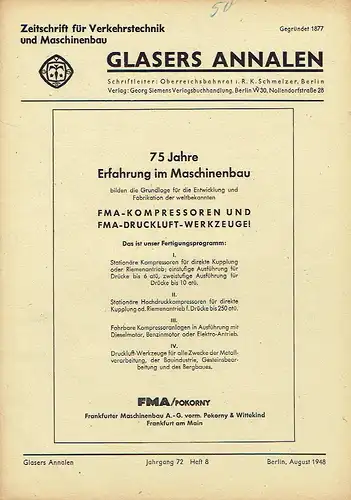 50
Zeitschrift für Verkehrstechnik
und Maschinenbau
Gegründet 1877
GLASERS ANNALEN
Schriftleiter: Oberreichsbahnrat i. R. K. Schmelzer, Berlin
Verlag: Georg Siemens Verlagsbuchhandlung, Berlin W 30, Nollendorfstraße 28
75 Jahre
Erfahrung im Maschinenbau
bilden die Grundlage für die Entwicklung und
Fabrikation der weltbekannten
FMA-KOMPRESSOREN UND
FMA-DRUCKLUFT-WERKZEUGE!
Das ist unser Fertigungsprogramm:
I.
Stationäre Kompressoren für direkte Kupplung
oder Riemenantrieb; einstufige Ausführung für
Drücke bis 6 atü, zweistufige Ausführung für
Drücke bis 10 atü.
II.
Stationäre Hochdruckkompressoren für direkte
Kupplung od. Riemenantrieb f. Drücke bis 250 atü.
III.
Fahrbare Kompressoranlagen in Ausführung mit
Dieselmotor, Benzinmotor oder Elektro-Antrieb.
IV.
Druckluft-Werkzeuge für alle Zwecke der Metall-
verarbeitung, der Bauindustrie, Gesteinsbear-
beitung und des Bergbaues.
FMA/POKORNY
Frankfurter Maschinenbau A.-G. vorm. Pokorny & Wittekind
Frankfurt am Main
Glasers Annalen
Jahrgang 72 Heft 8
Berlin, August 1948